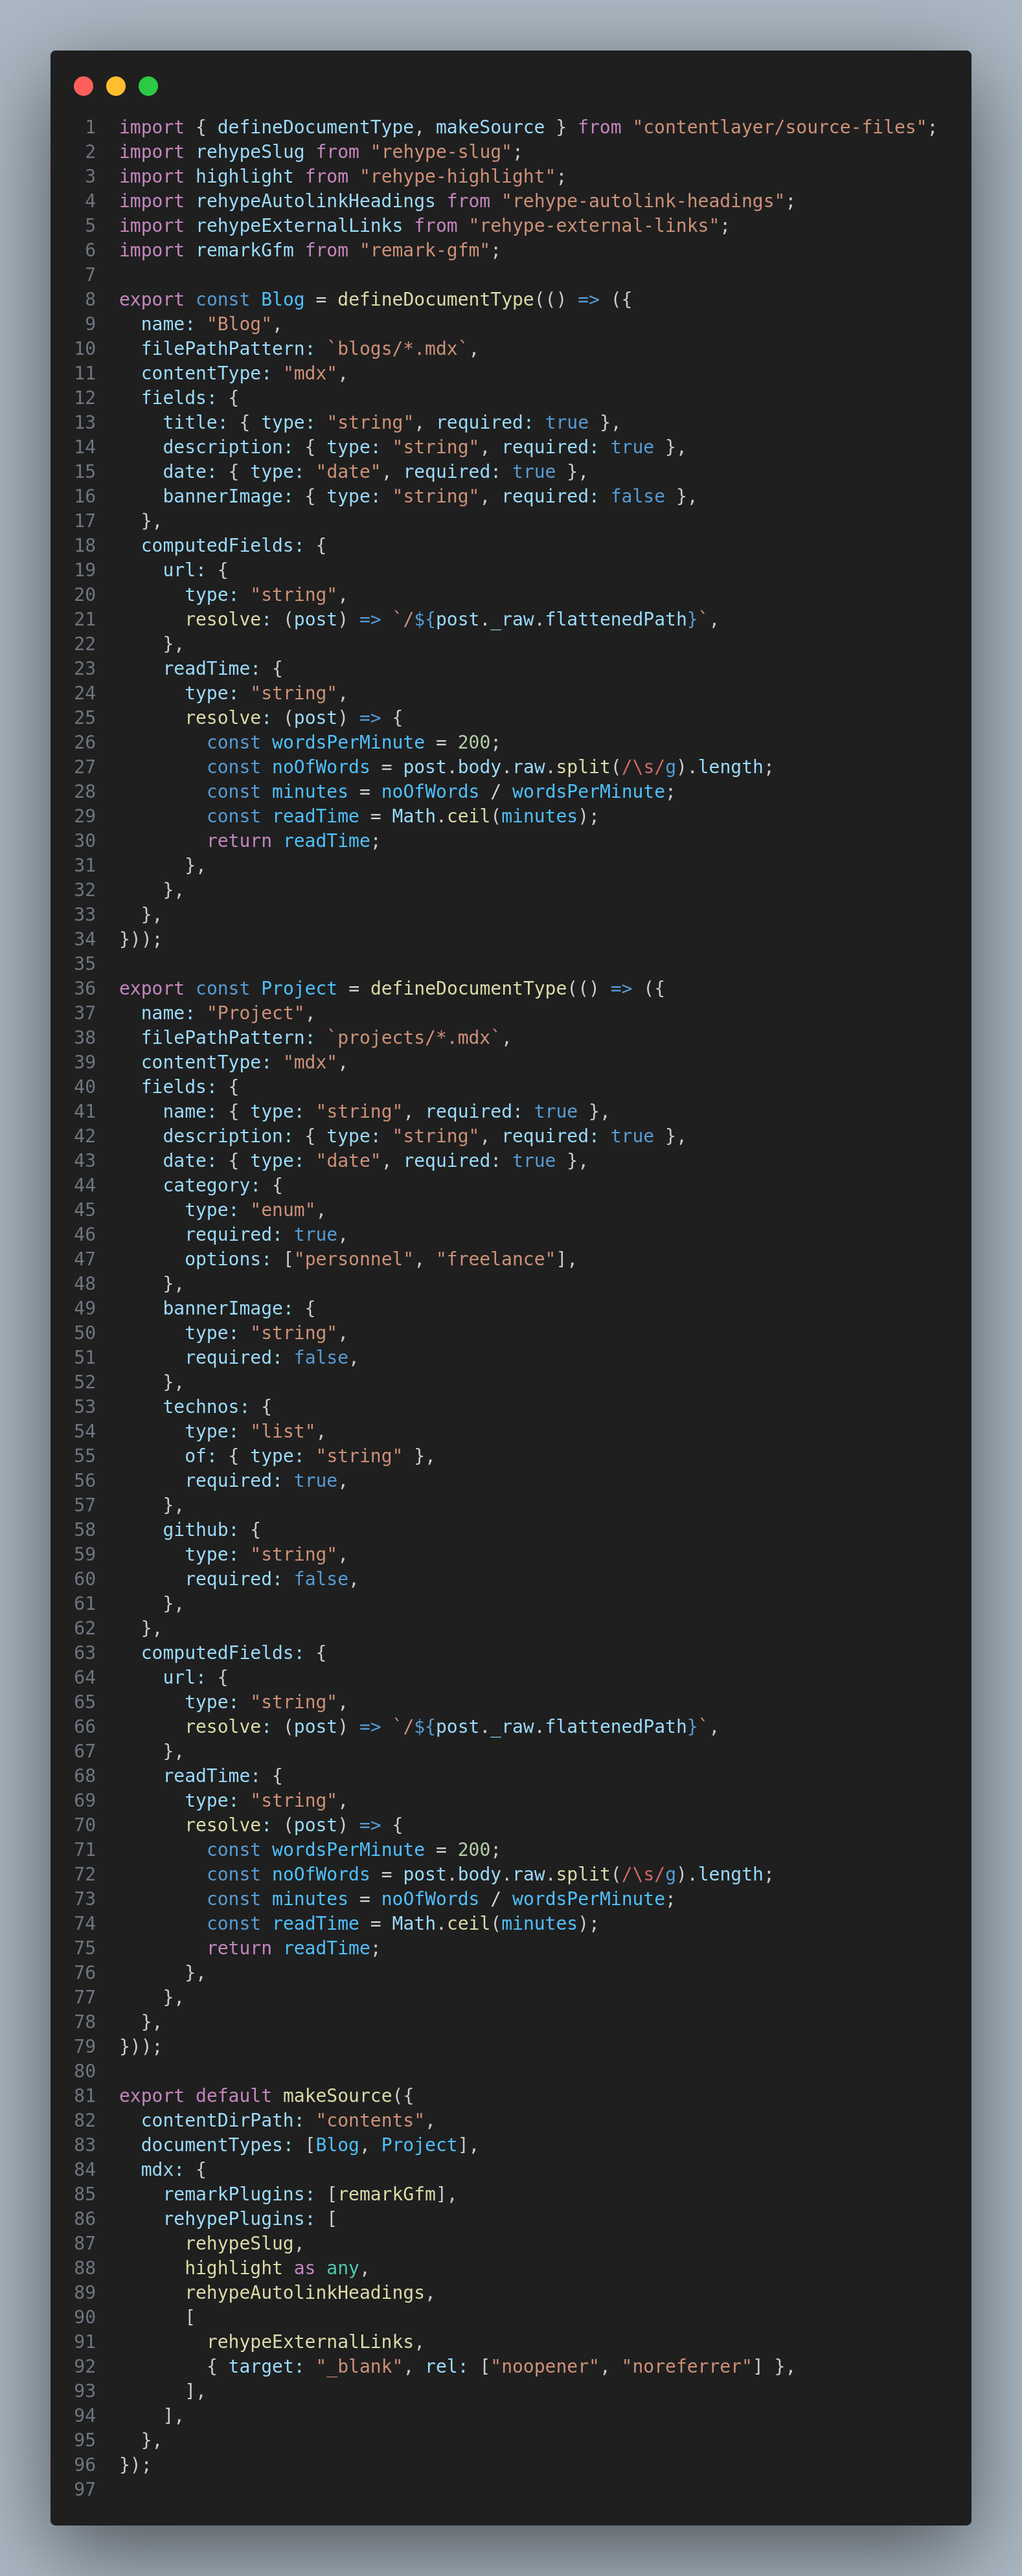 1 import { defineDocumentType, makeSource } from "contentlayer/source-files";
2 import rehypeSlug from "rehype-slug";
3 import highlight from "rehype-highlight";
4 import rehypeAutolinkHeadings from "rehype-autolink-headings";
5 import rehypeExternalLinks from "rehype-external-links";
6 import remarkGfm from "remark-gfm";
7
8 export const Blog = defineDocumentType(() => ({
9   name: "Blog",
10   filePathPattern: `blogs/*.mdx`,
11   contentType: "mdx",
12   fields: {
13     title: { type: "string", required: true },
14     description: { type: "string", required: true },
15     date: { type: "date", required: true },
16     bannerImage: { type: "string", required: false },
17   },
18   computedFields: {
19     url: {
20       type: "string",
21       resolve: (post) => `/${post._raw.flattenedPath}`,
22     },
23     readTime: {
24       type: "string",
25       resolve: (post) => {
26         const wordsPerMinute = 200;
27         const noOfWords = post.body.raw.split(/\s/g).length;
28         const minutes = noOfWords / wordsPerMinute;
29         const readTime = Math.ceil(minutes);
30         return readTime;
31       },
32     },
33   },
34 }));
35
36 export const Project = defineDocumentType(() => ({
37   name: "Project",
38   filePathPattern: `projects/*.mdx`,
39   contentType: "mdx",
40   fields: {
41     name: { type: "string", required: true },
42     description: { type: "string", required: true },
43     date: { type: "date", required: true },
44     category: {
45       type: "enum",
46       required: true,
47       options: ["personnel", "freelance"],
48     },
49     bannerImage: {
50       type: "string",
51       required: false,
52     },
53     technos: {
54       type: "list",
55       of: { type: "string" },
56       required: true,
57     },
58     github: {
59       type: "string",
60       required: false,
61     },
62   },
63   computedFields: {
64     url: {
65       type: "string",
66       resolve: (post) => `/${post._raw.flattenedPath}`,
67     },
68     readTime: {
69       type: "string",
70       resolve: (post) => {
71         const wordsPerMinute = 200;
72         const noOfWords = post.body.raw.split(/\s/g).length;
73         const minutes = noOfWords / wordsPerMinute;
74         const readTime = Math.ceil(minutes);
75         return readTime;
76       },
77     },
78   },
79 }));
80
81 export default makeSource({
82   contentDirPath: "contents",
83   documentTypes: [Blog, Project],
84   mdx: {
85     remarkPlugins: [remarkGfm],
86     rehypePlugins: [
87       rehypeSlug,
88       highlight as any,
89       rehypeAutolinkHeadings,
90       [
91         rehypeExternalLinks,
92         { target: "_blank", rel: ["noopener", "noreferrer"] },
93       ],
94     ],
95   },
96 });
97